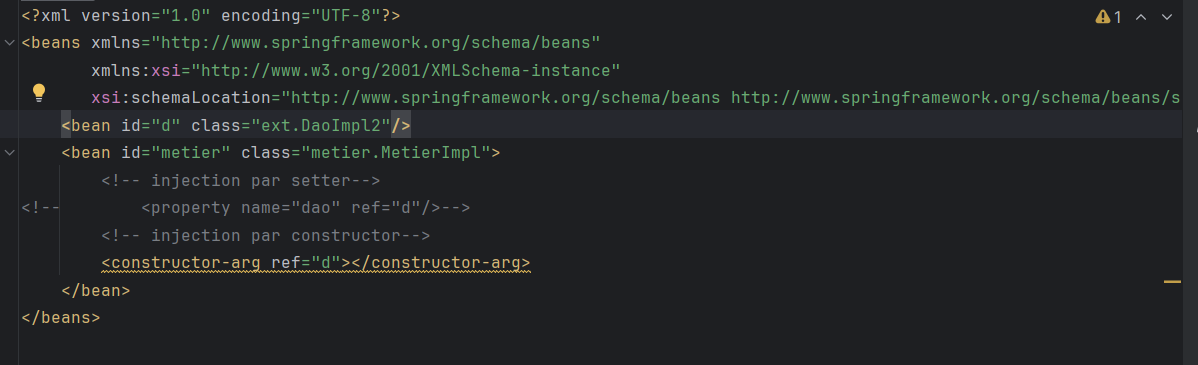 <?xml version="1.0" encoding="UTF-8"?>
1
<beans xmlns="http://www.springframework.org/schema/beans"
xmlns:xsi="http://www.w3.org/2001/XMLSchema-instance"
xsi:schemaLocation="http://www.springframework.org/schema/beans http://www.springframework.org/schema/beans/s
<bean id="d" class="ext.DaoImpl2"/>
<bean id="metier" class="metier.MetierImpl">
<!-- injection par setter-->
<!-- <property name="dao" ref="d"/>-->
<!-- injection par constructor-->
<constructor-arg ref="d"></constructor-arg>
</bean>
</beans>